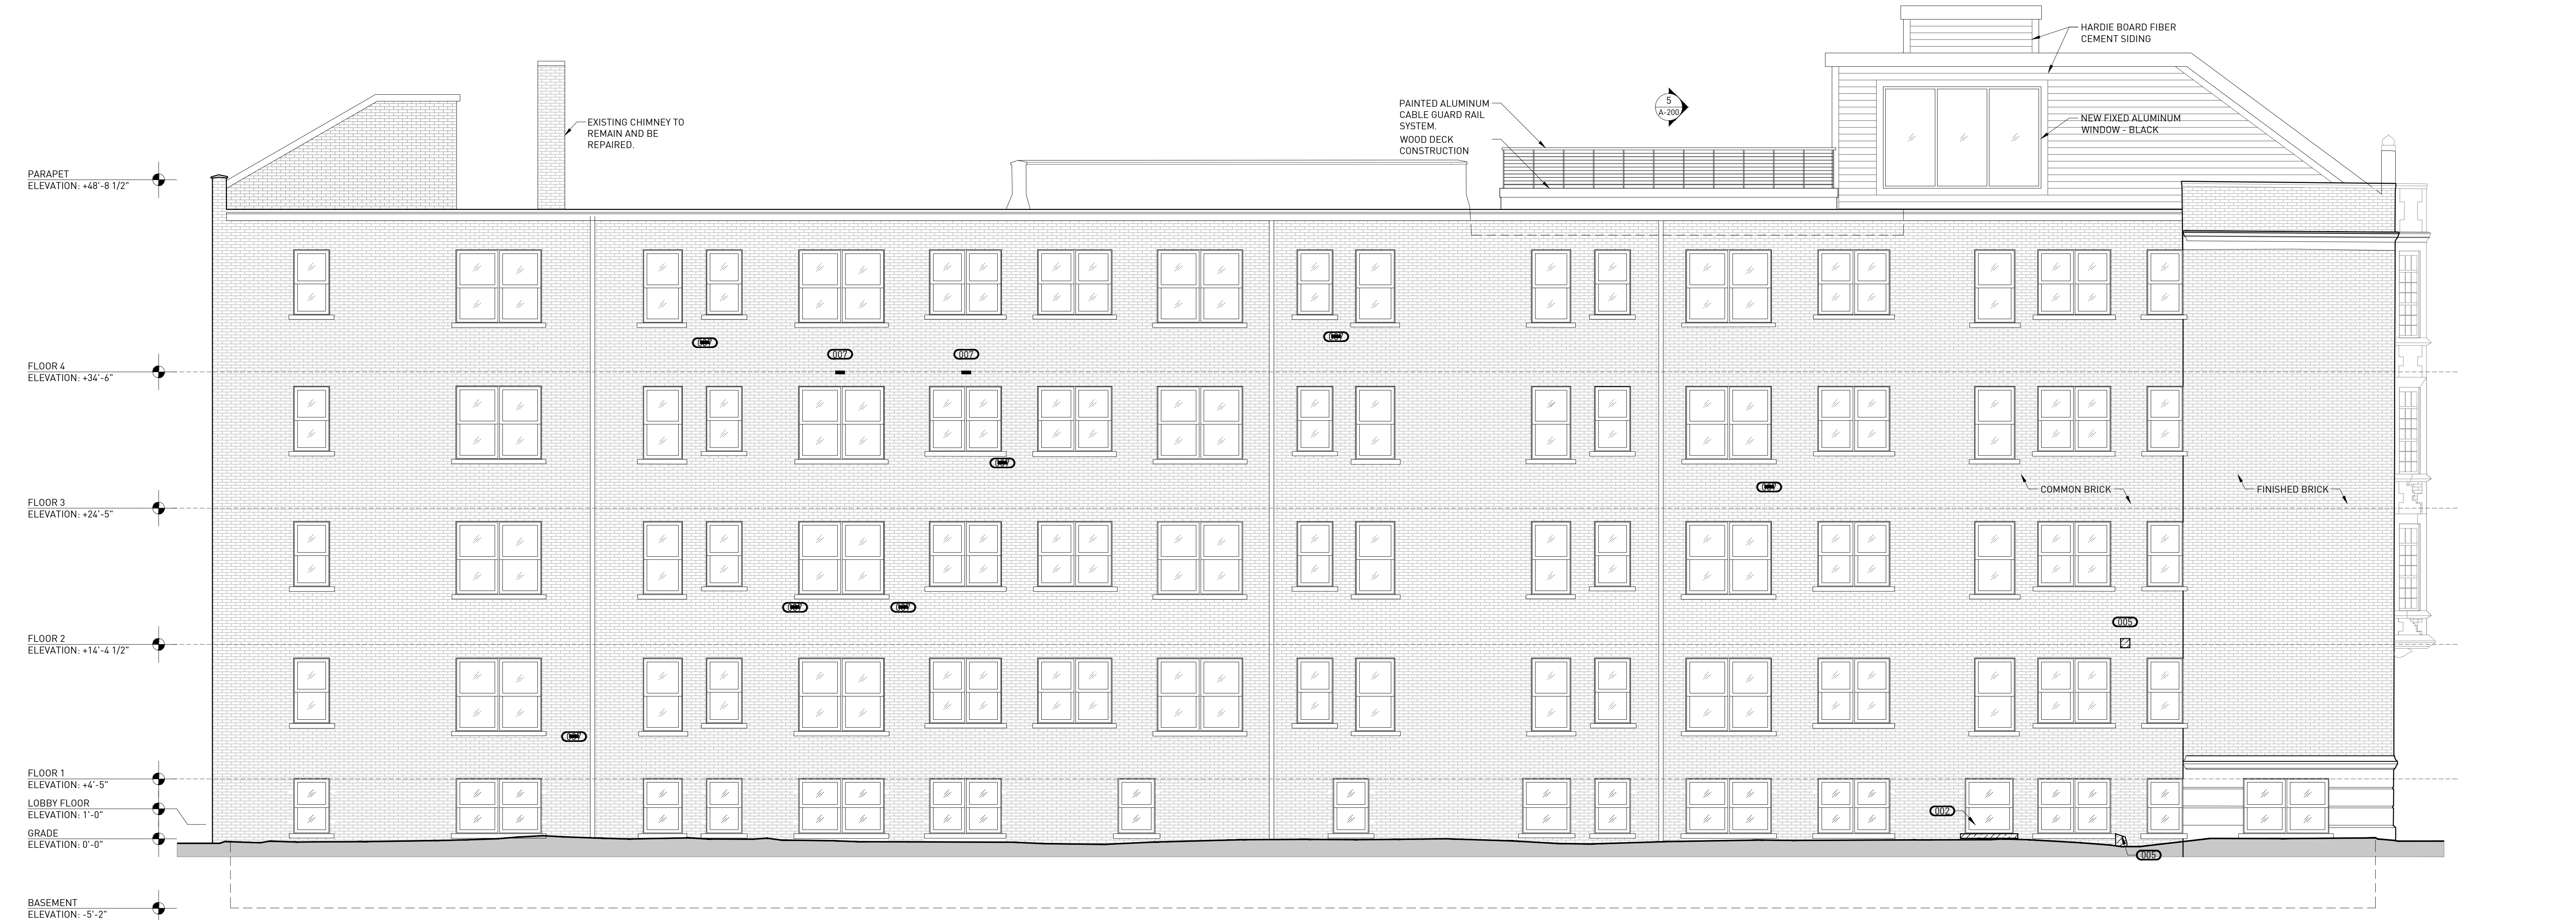 HARDIE BOARD FIBER
CEMENT SIDING
PAINTED ALUMINUM
CABLE GUARD RAIL
SYSTEM.
WOOD DECK
CONSTRUCTION
5
A-200
EXISTING CHIMNEY TO
REMAIN AND BE
REPAIRED.
NEW FIXED ALUMINUM
WINDOW - BLACK
PARAPET
ELEVATION: +48'-8 1/2"
007
007
FLOOR 4
ELEVATION: +34'-6"
COMMON BRICK
FINISHED BRICK
FLOOR 3
ELEVATION: +24'-5"
005
FLOOR 2
ELEVATION: +14'-4 1/2"
FLOOR 1
ELEVATION: +4'-5"
LOBBY FLOOR
ELEVATION: 1'-0"
002
GRADE
ELEVATION: 0'-0"
005
BASEMENT
ELEVATION: -5'-2"